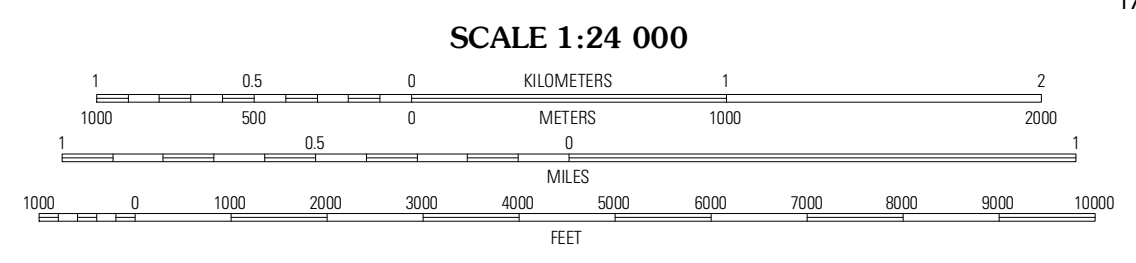 17
SCALE 1:24 000
1 0.5 0 KILOMETERS 1 2
1000 500 0 METERS 1000 2000
1 0.5 0 1
MILES
1000 0 1000 2000 3000 4000 5000 6000 7000 8000 9000 10000
FEET